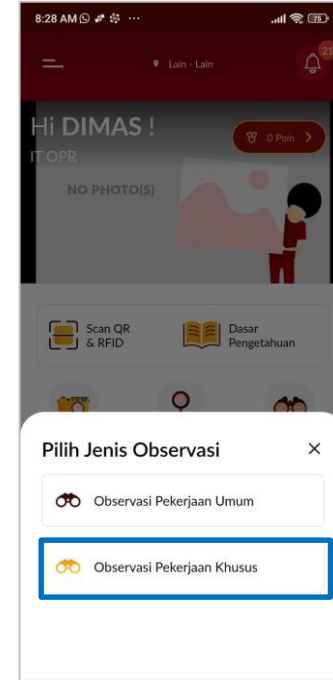 8:28 AM ...
75
21
Lain - Lain
Hi DIMAS !
0 Poin
IT OPR
NO PHOTO(S)
Scan QR
& RFID
Dasar
Pengetahuan
Pilih Jenis Observasi
Observasi Pekerjaan Umum
Observasi Pekerjaan Khusus